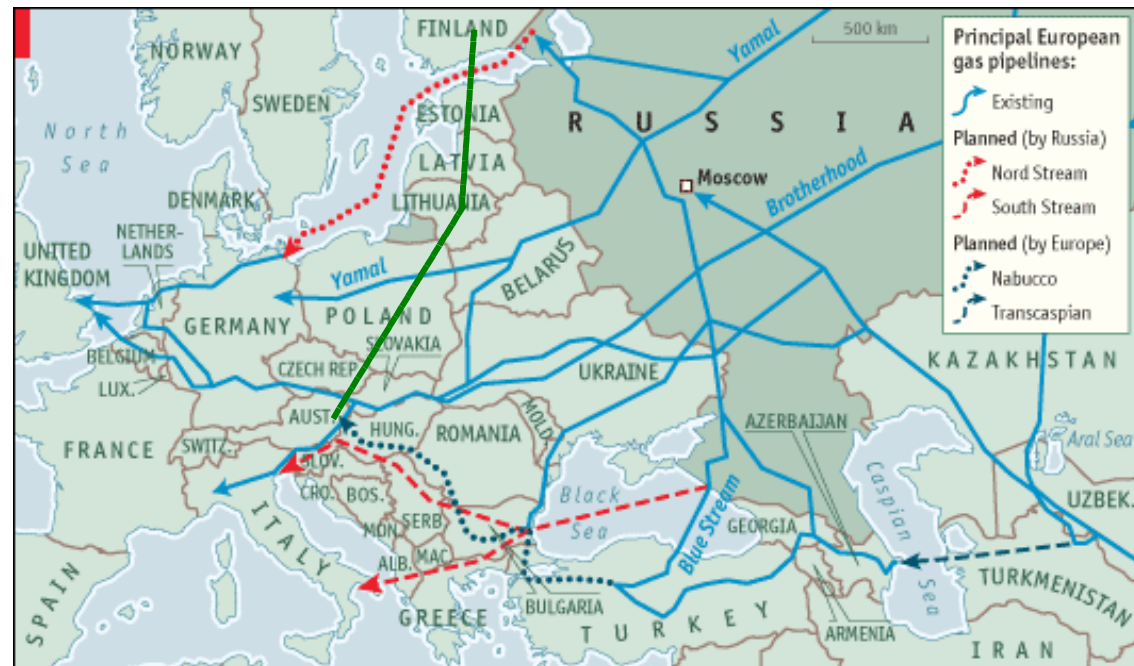 FINLAND
NORWAY
SWEDEN
ESTONIA
LATVIA
LITHUANIA
North
Sea
DENMARK
NETHER-
LANDS
UNITED
KINGDOM
GERMANY
POLAND
BELARUS
BELGIUM
LUX.
CZECH REP.
SLOVAKIA
UKRAINE
FRANCE
SWITZ.
AUST.
HUNG.
SLOV.
CRO.
BOS.
ROMANIA
MOLD.
ITALY
SERB.
MON.
ALB.
MAC.
SPAIN
GREECE
BULGARIA
Black
Sea
TURKEY
RUSSIA
Moscow
Yamal
Yamal
Brotherhood
Blue Stream
GEORGIA
AZERBAIJAN
ARMENIA
Caspian
Sea
KAZAKHSTAN
Aral Sea
UZBEK.
TURKMENISTAN
IRAN
500 km
Principal European
gas pipelines:
Existing
Planned (by Russia)
Nord Stream
South Stream
Planned (by Europe)
Nabucco
Transcaspian